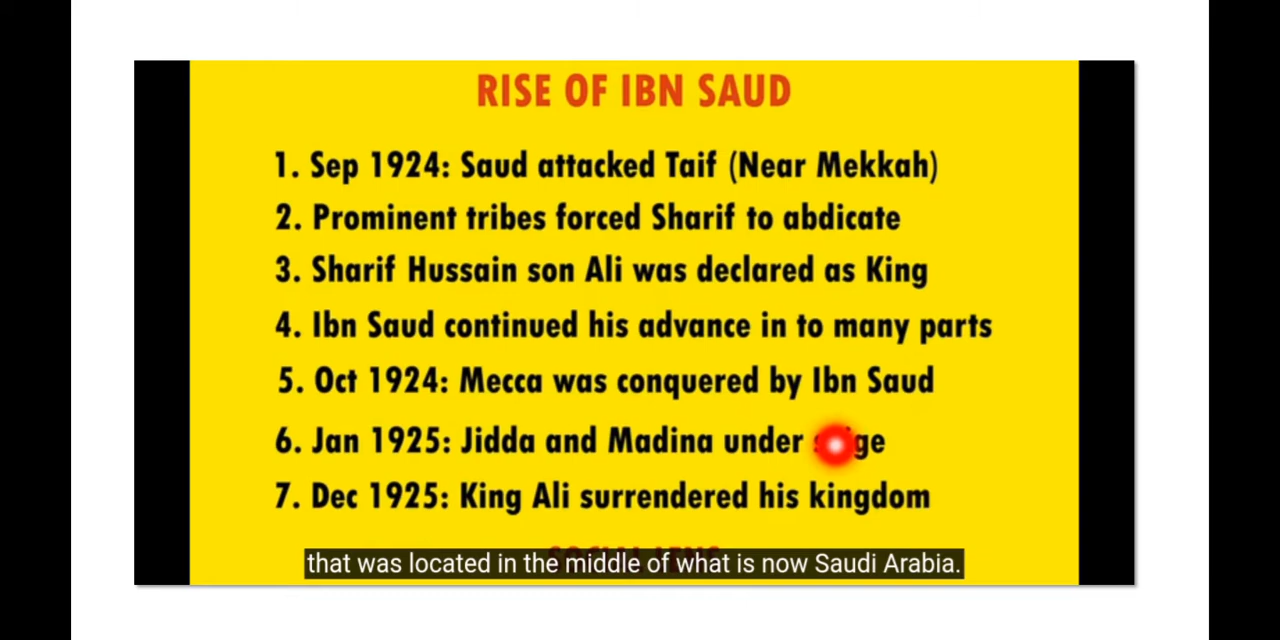 RISE OF IBN SAUD
1. Sep 1924: Saud attacked Taif (Near Mekkah)
2. Prominent tribes forced Sharif to abdicate
3. Sharif Hussain son Ali was declared as King
4. Ibn Saud continued his advance in to many parts
5. Oct 1924: Mecca was conquered by Ibn Saud
6. Jan 1925: Jidda and Madina under
7. Dec 1925: King Ali surrendered his kingdom
that was located in the middle of what is now Saudi Arabia.